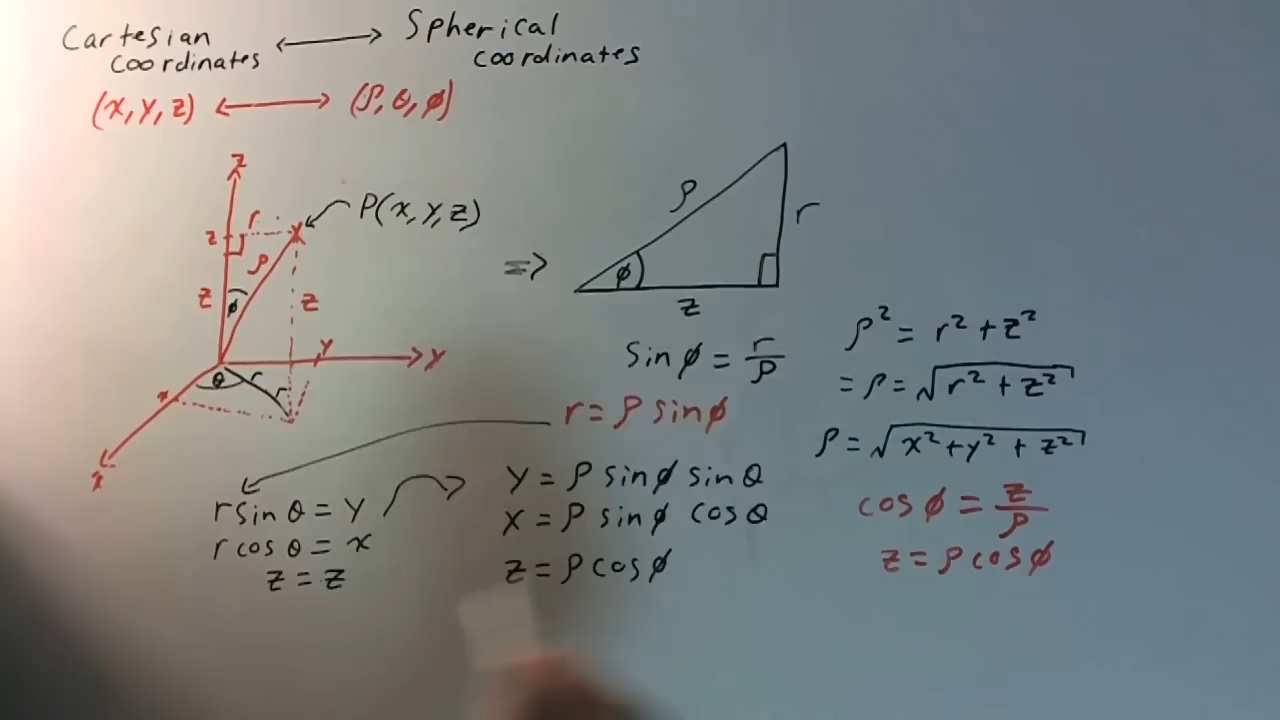 Cartesian coordinates ⟷ Spherical coordinates
(x, y, z) ⟷ (ρ, θ, φ)
z
r
P(x, y, z)
z
ρ
z
φ
z
y
y
θ
r
r
x
x
⇒
ρ
r
φ
z
sin φ = r/ρ
r = ρ sin φ
ρ² = r² + z²
= ρ = √(r² + z²)
ρ = √(x² + y² + z²)
cos φ = z/ρ
z = ρ cos φ
r sin θ = y
r cos θ = x
z = z
y = ρ sin φ sin θ
x = ρ sin φ cos θ
z = ρ cos φ